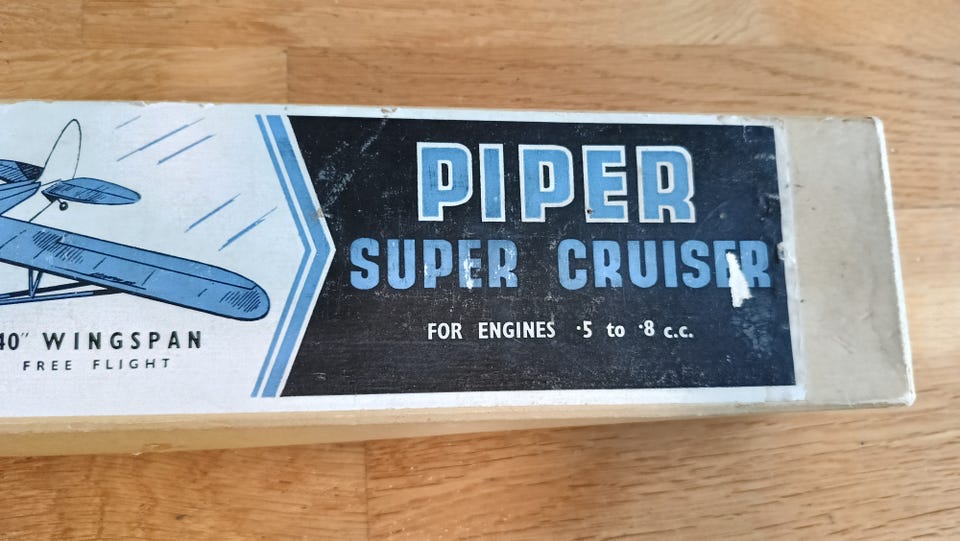 PIPER
SUPER CRUISER
FOR ENGINES ·5 to ·8 c.c.
40" WINGSPAN
FREE FLIGHT